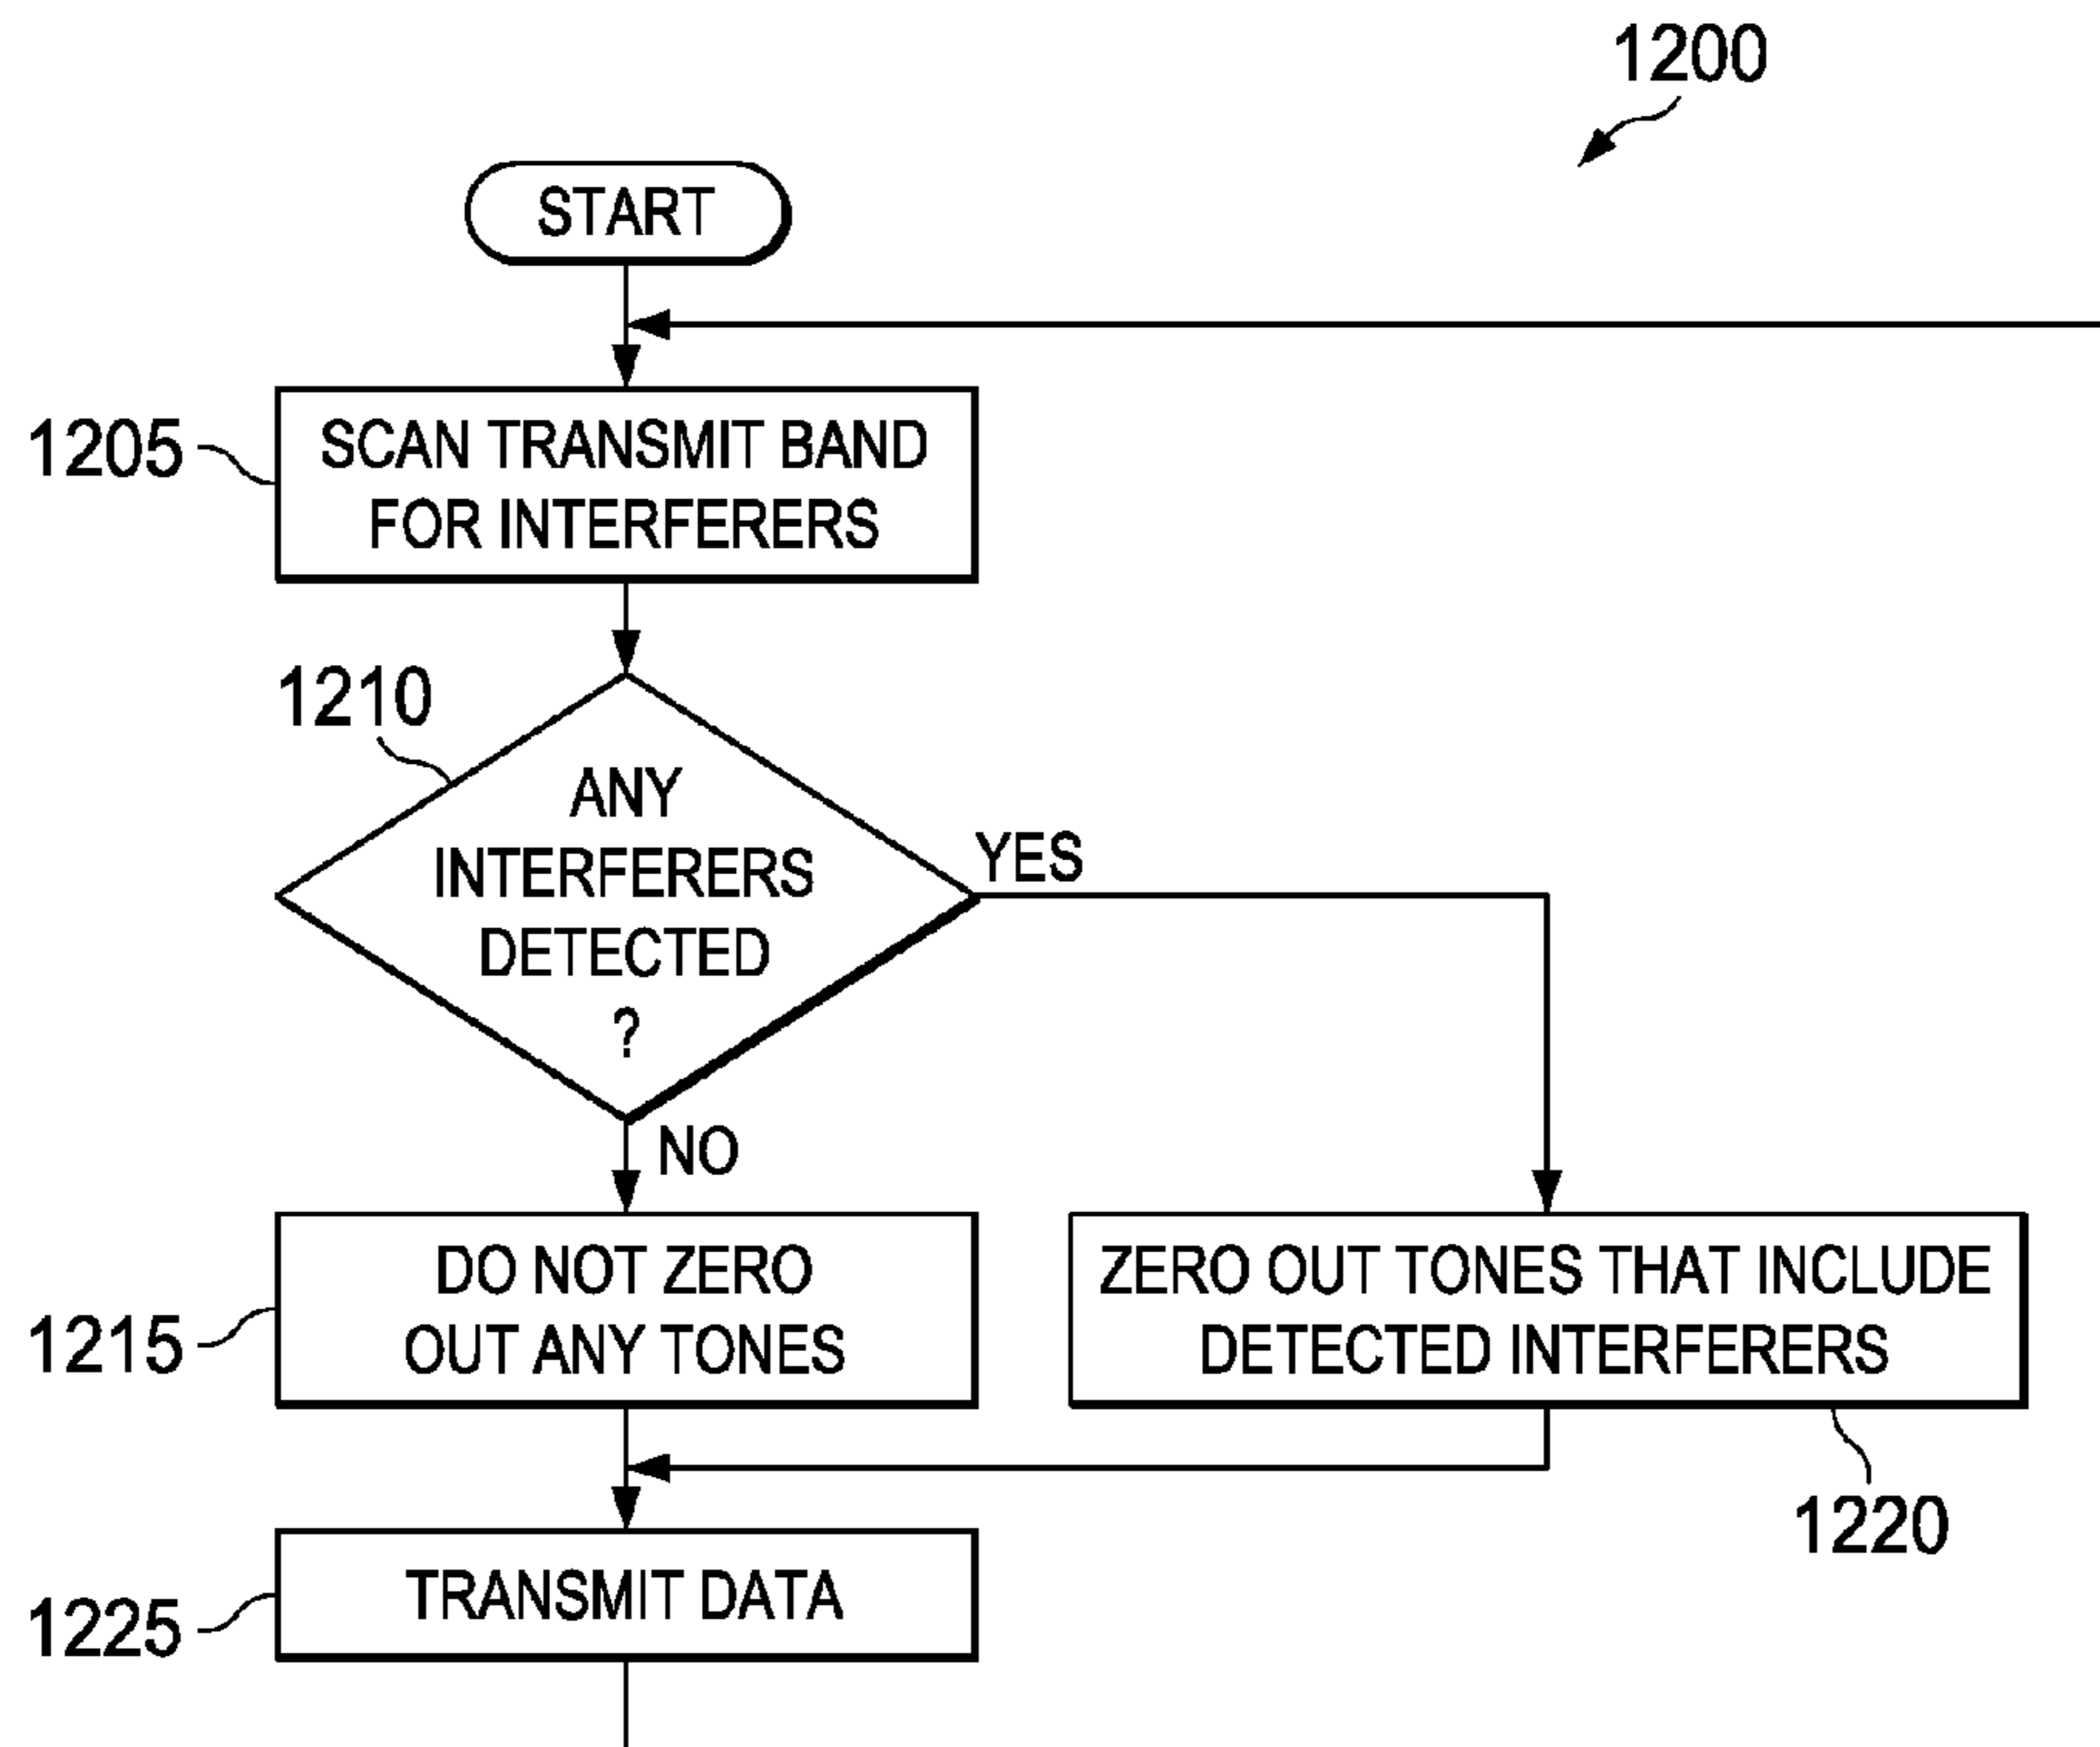 1200
START
1205
SCAN TRANSMIT BAND
FOR INTERFERERS
1210
ANY
INTERFERERS
DETECTED
?
YES
NO
1215
DO NOT ZERO
OUT ANY TONES
ZERO OUT TONES THAT INCLUDE
DETECTED INTERFERERS
1220
1225
TRANSMIT DATA